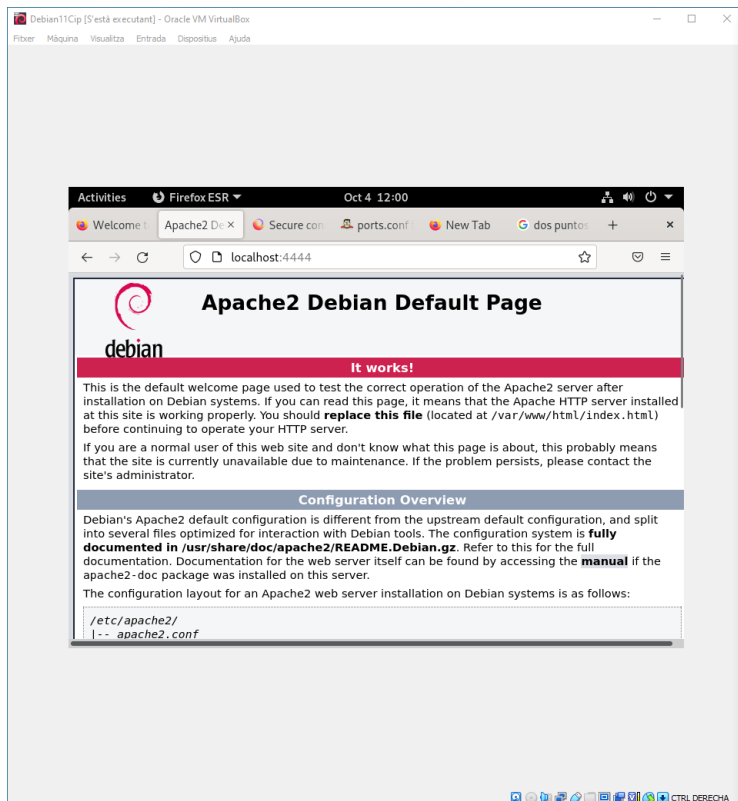 Debian11Cip [S'està executant] - Oracle VM VirtualBox
Fitxer Màquina Visualitza Entrada Dispositius Ajuda
Activities Firefox ESR Oct 4 12:00
Welcome t Apache2 De Secure con ports.conf New Tab dos puntos
localhost:4444
debian
Apache2 Debian Default Page
It works!
This is the default welcome page used to test the correct operation of the Apache2 server after
installation on Debian systems. If you can read this page, it means that the Apache HTTP server installed
at this site is working properly. You should replace this file (located at /var/www/html/index.html)
before continuing to operate your HTTP server.
If you are a normal user of this web site and don't know what this page is about, this probably means
that the site is currently unavailable due to maintenance. If the problem persists, please contact the
site's administrator.
Configuration Overview
Debian's Apache2 default configuration is different from the upstream default configuration, and split
into several files optimized for interaction with Debian tools. The configuration system is fully
documented in /usr/share/doc/apache2/README.Debian.gz. Refer to this for the full
documentation. Documentation for the web server itself can be found by accessing the manual if the
apache2-doc package was installed on this server.
The configuration layout for an Apache2 web server installation on Debian systems is as follows:
/etc/apache2/
|-- apache2.conf
CTRL DERECHA